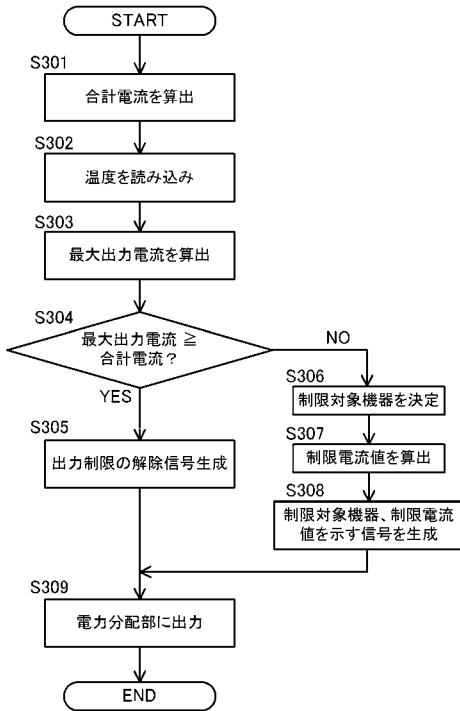 START
S301
合計電流を算出
S302
温度を読み込み
S303
最大出力電流を算出
S304
最大出力電流 ≧
合計電流？
NO
YES
S305
出力制限の解除信号生成
S306
制限対象機器を決定
S307
制限電流値を算出
S308
制限対象機器、制限電流
値を示す信号を生成
S309
電力分配部に出力
END